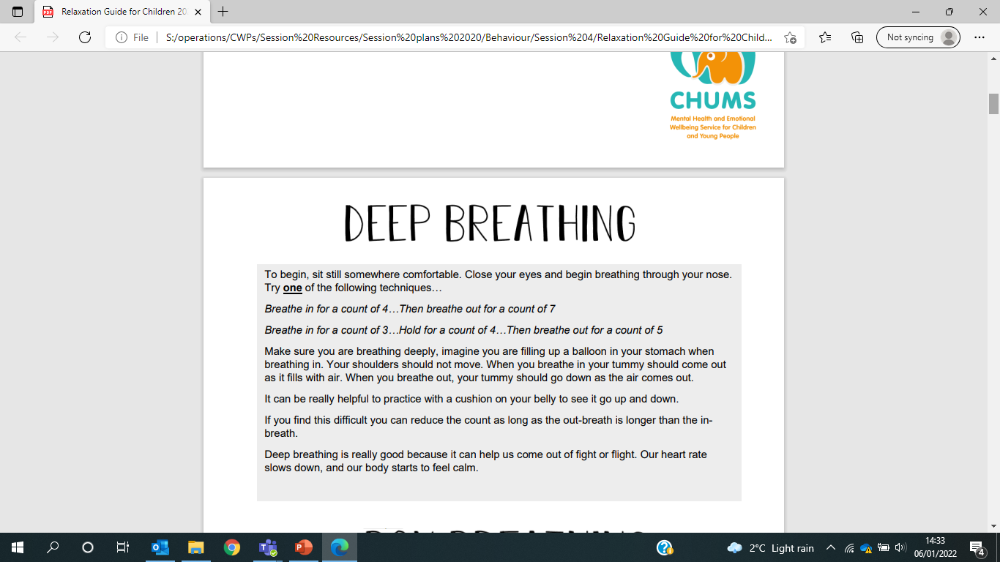 Relaxation Guide for Children 20
File
S:/operations/CWPs/Session%20Resources/Session%20plans%202020/Behaviour/Session%204/Relaxation%20Guide%20for%20Child...
Not syncing
CHUMS
Mental Health and Emotional
Wellbeing Service for Children
and Young People
DEEP BREATHING
To begin, sit still somewhere comfortable. Close your eyes and begin breathing through your nose.
Try one of the following techniques…
Breathe in for a count of 4…Then breathe out for a count of 7
Breathe in for a count of 3…Hold for a count of 4…Then breathe out for a count of 5
Make sure you are breathing deeply, imagine you are filling up a balloon in your stomach when
breathing in. Your shoulders should not move. When you breathe in your tummy should come out
as it fills with air. When you breathe out, your tummy should go down as the air comes out.
It can be really helpful to practice with a cushion on your belly to see it go up and down.
If you find this difficult you can reduce the count as long as the out-breath is longer than the in-
breath.
Deep breathing is really good because it can help us come out of fight or flight. Our heart rate
slows down, and our body starts to feel calm.
2°C Light rain
14:33
06/01/2022
4